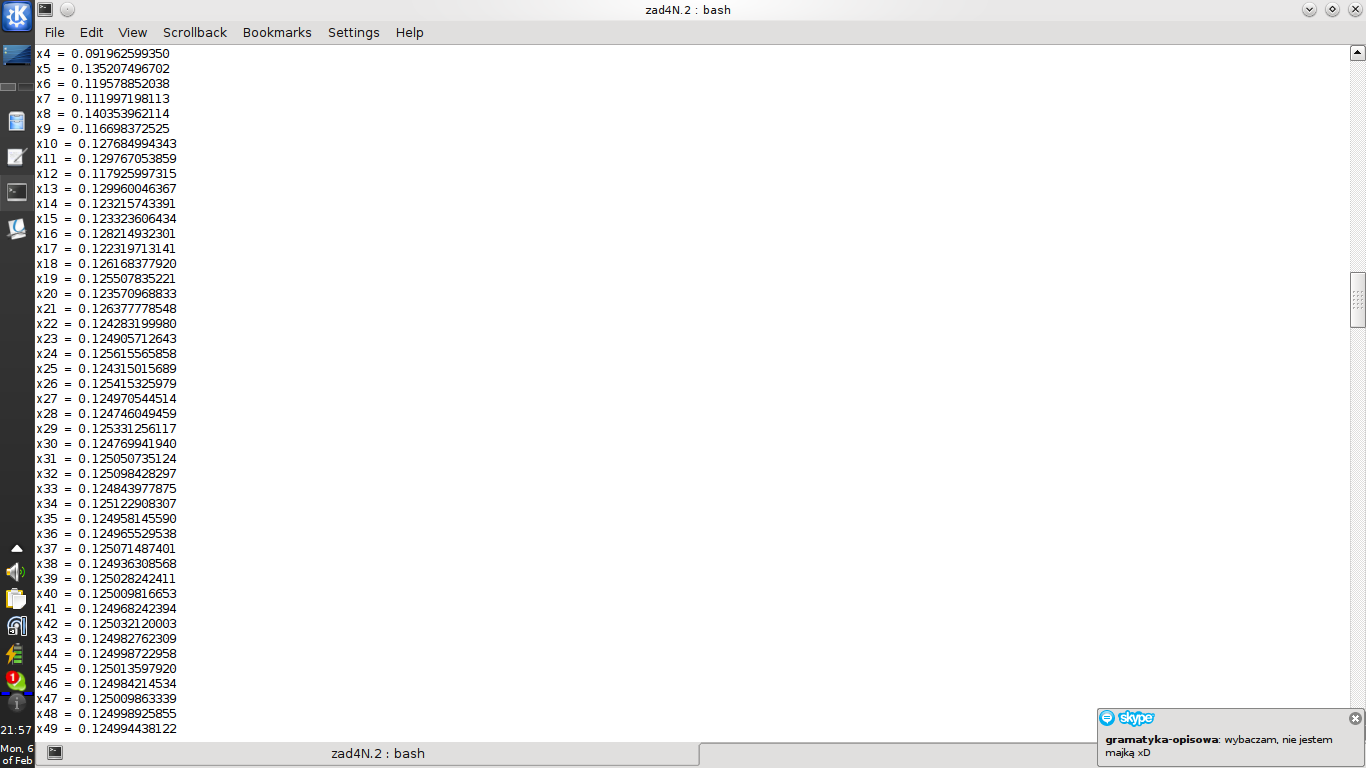 zad4N.2 : bash
File Edit View Scrollback Bookmarks Settings Help
x4 = 0.091962599350
x5 = 0.135207496702
x6 = 0.119578852038
x7 = 0.111997198113
x8 = 0.140353962114
x9 = 0.116698372525
x10 = 0.127684994343
x11 = 0.129767053859
x12 = 0.117925997315
x13 = 0.129960046367
x14 = 0.123215743391
x15 = 0.123323606434
x16 = 0.128214932301
x17 = 0.122319713141
x18 = 0.126168377920
x19 = 0.125507835221
x20 = 0.123570968833
x21 = 0.126377778548
x22 = 0.124283199980
x23 = 0.124905712643
x24 = 0.125615565858
x25 = 0.124315015689
x26 = 0.125415325979
x27 = 0.124970544514
x28 = 0.124746049459
x29 = 0.125331256117
x30 = 0.124769941940
x31 = 0.125050735124
x32 = 0.125098428297
x33 = 0.124843977875
x34 = 0.125122908307
x35 = 0.124958145590
x36 = 0.124965529538
x37 = 0.125071487401
x38 = 0.124936308568
x39 = 0.125028242411
x40 = 0.125009816653
x41 = 0.124968242394
x42 = 0.125032120003
x43 = 0.124982762309
x44 = 0.124998722958
x45 = 0.125013597920
x46 = 0.124984214534
x47 = 0.125009863339
x48 = 0.124998925855
x49 = 0.124994438122
zad4N.2 : bash
1
21:57
Mon, 6
of Feb
skype
gramatyka-opisowa: wybaczam, nie jestem
majką xD